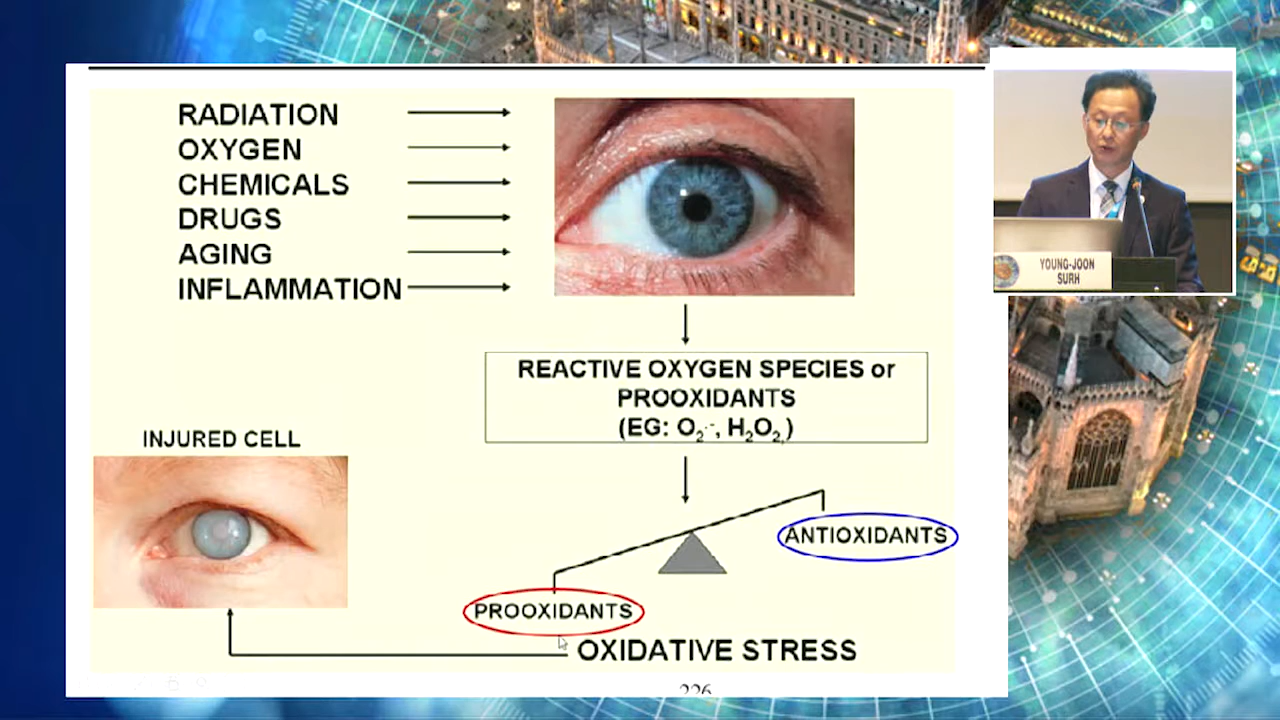 RADIATION
OXYGEN
CHEMICALS
DRUGS
AGING
INFLAMMATION
YOUNG-JOON
SURH
REACTIVE OXYGEN SPECIES or
PROOXIDANTS
(EG: O₂·⁻, H₂O₂,)
INJURED CELL
ANTIOXIDANTS
PROOXIDANTS
OXIDATIVE STRESS
226